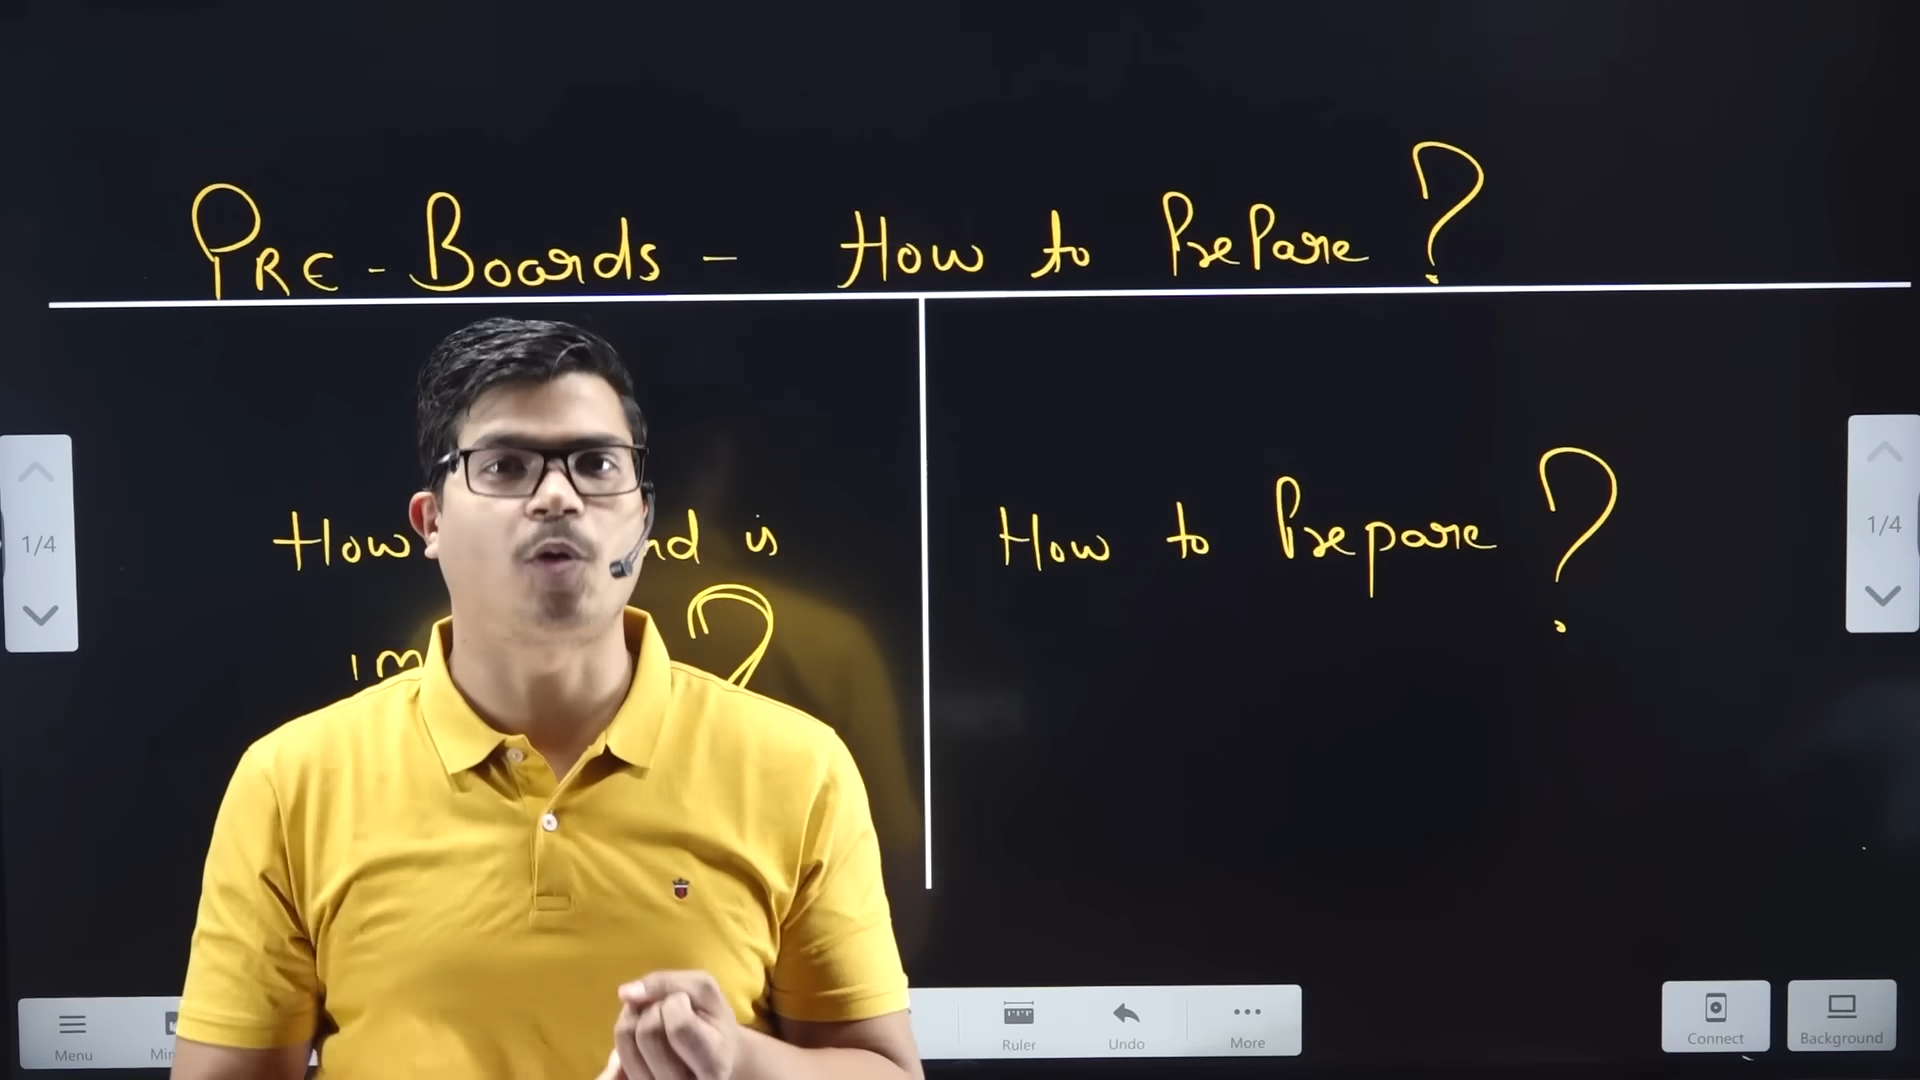 PRE - Boards - How to Prepare ?
How is
?
How to Prepare ?
1/4
1/4
Menu
Ruler
Undo
More
Connect
Background